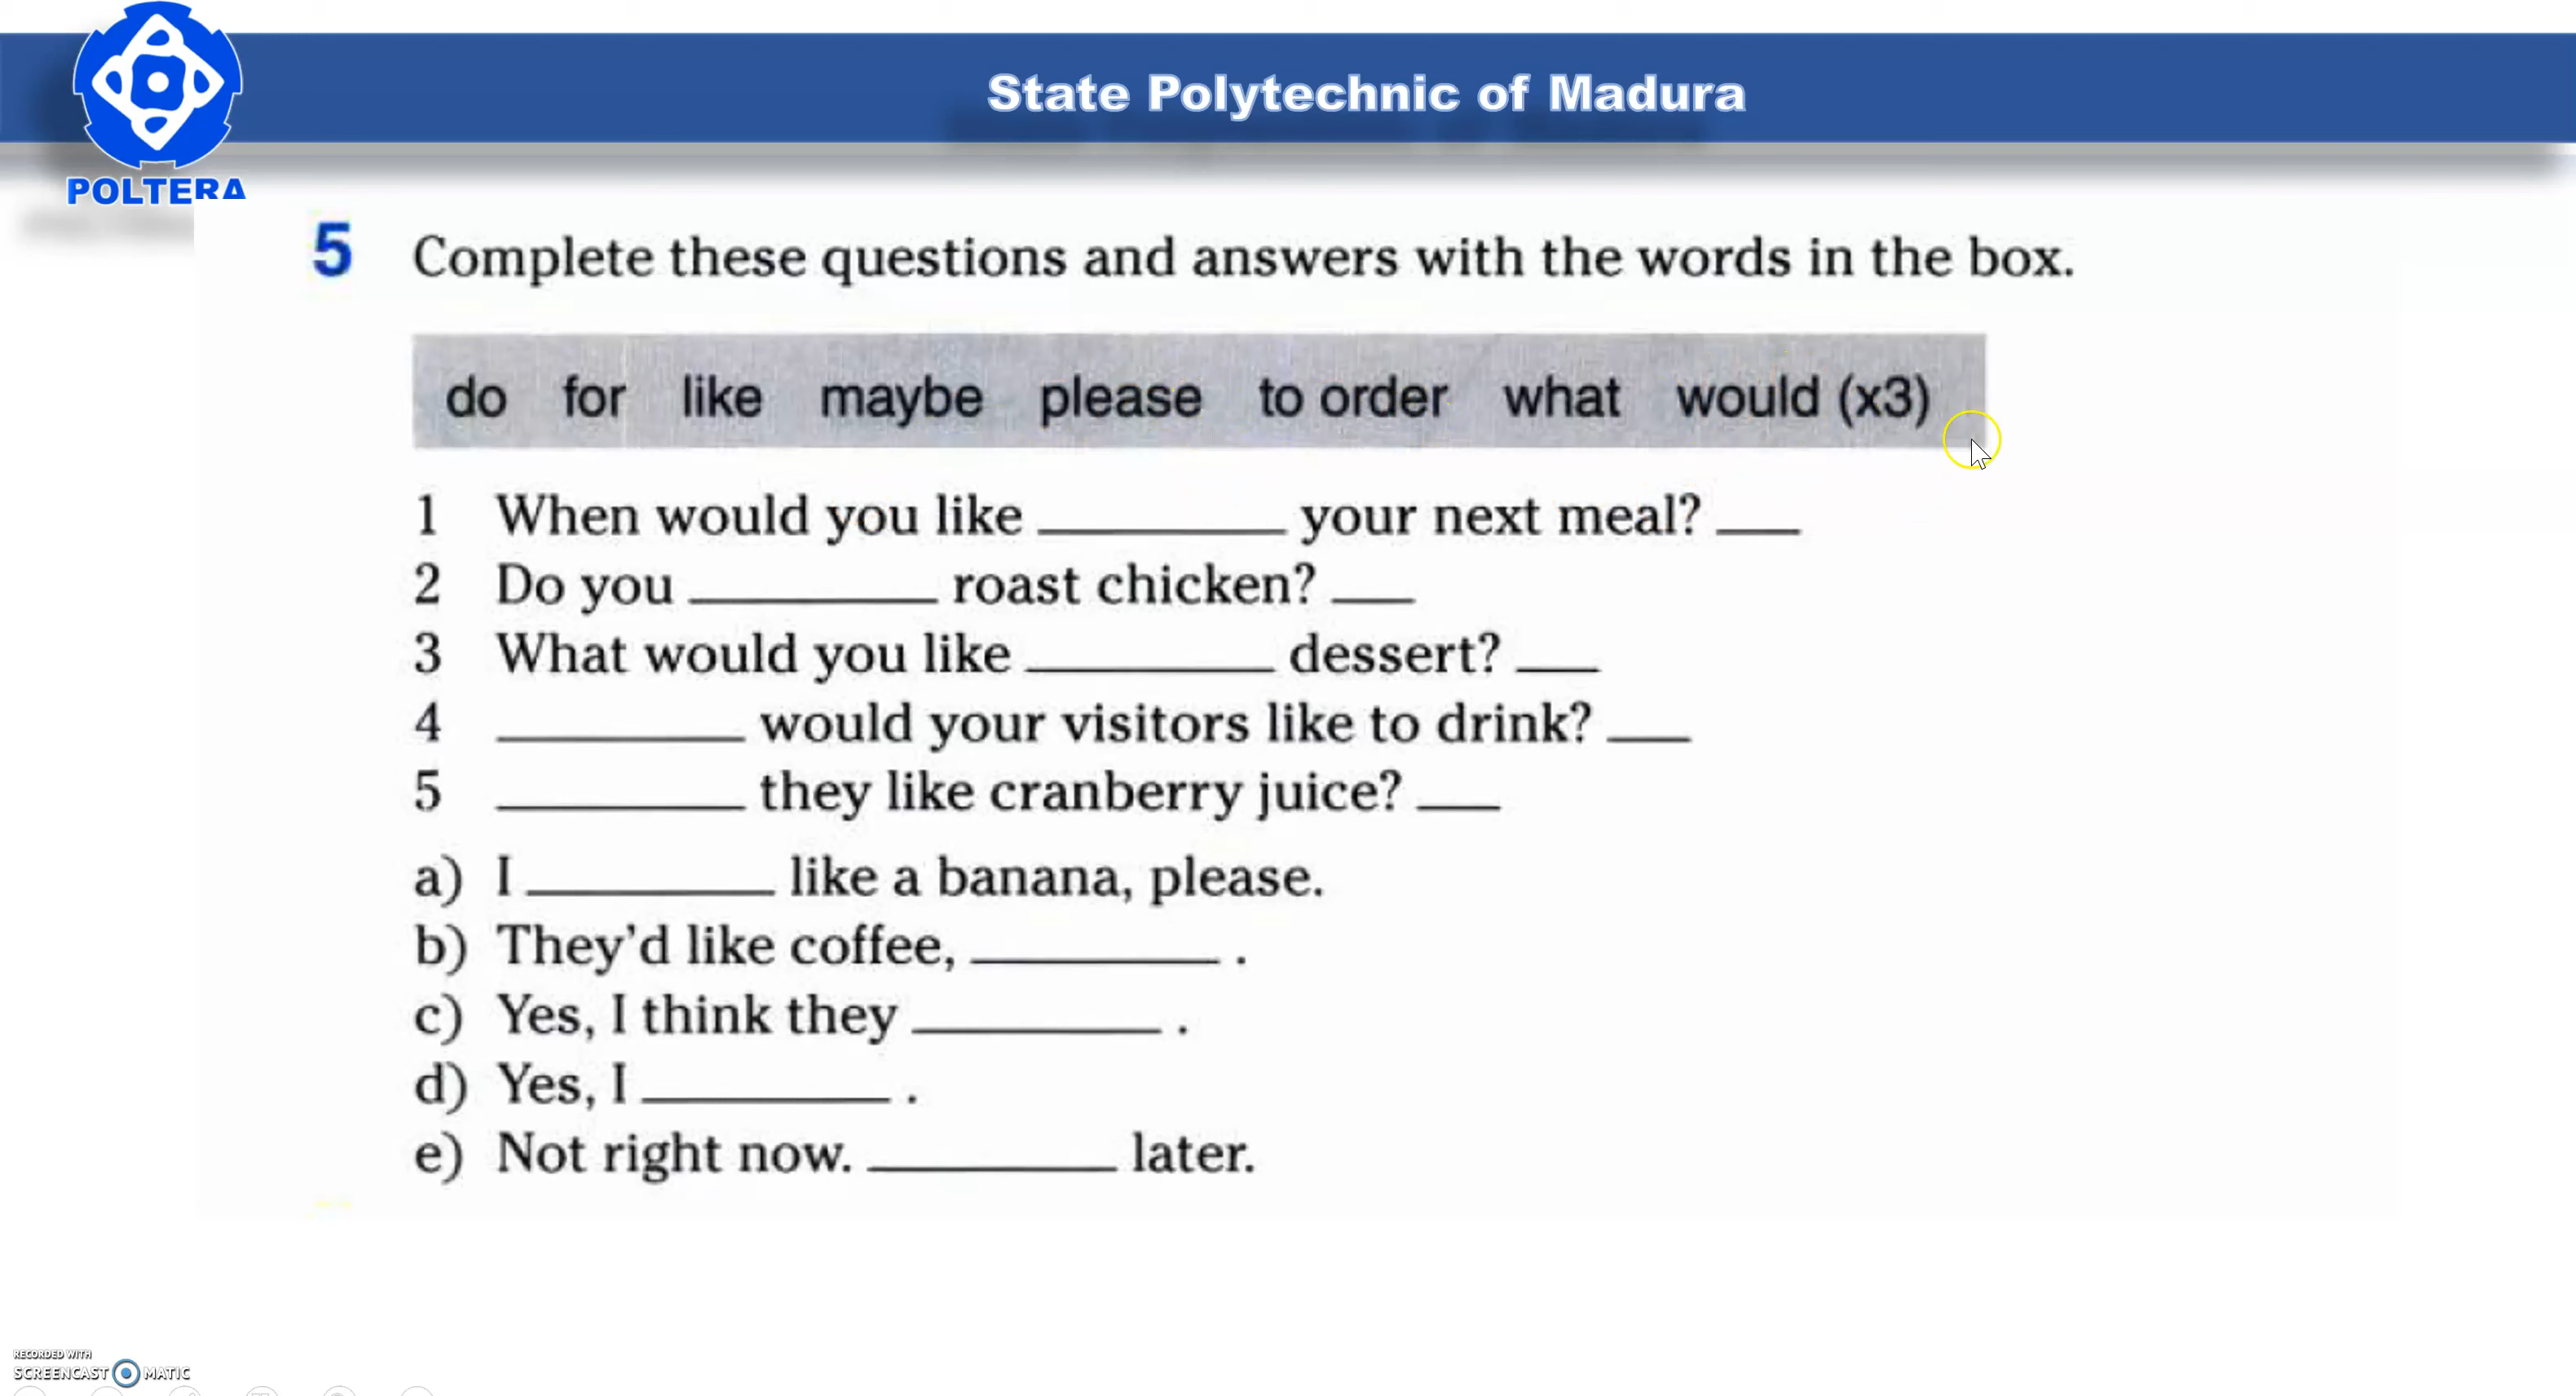 State Polytechnic of Madura
POLTERA
5 Complete these questions and answers with the words in the box.
do for like maybe please to order what would (x3)
1 When would you like ________ your next meal? ___
2 Do you ________ roast chicken? ___
3 What would you like ________ dessert? ___
4 ________ would your visitors like to drink? ___
5 ________ they like cranberry juice? ___
a) I ________ like a banana, please.
b) They'd like coffee, ________ .
c) Yes, I think they ________ .
d) Yes, I ________ .
e) Not right now. ________ later.
RECORDED WITH
SCREENCAST MATIC